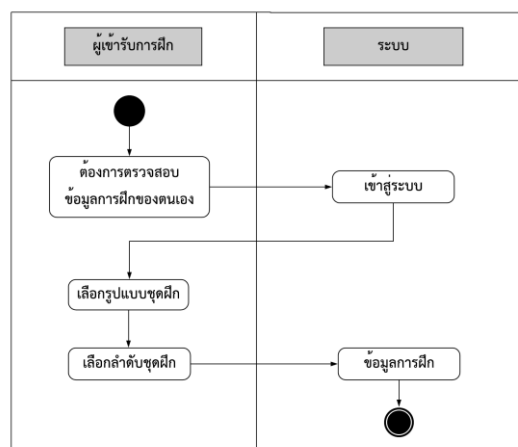 ผู้เข้ารับการฝึก
ระบบ
ต้องการตรวจสอบ
ข้อมูลการฝึกของตนเอง
เข้าสู่ระบบ
เลือกรูปแบบชุดฝึก
เลือกลำดับชุดฝึก
ข้อมูลการฝึก